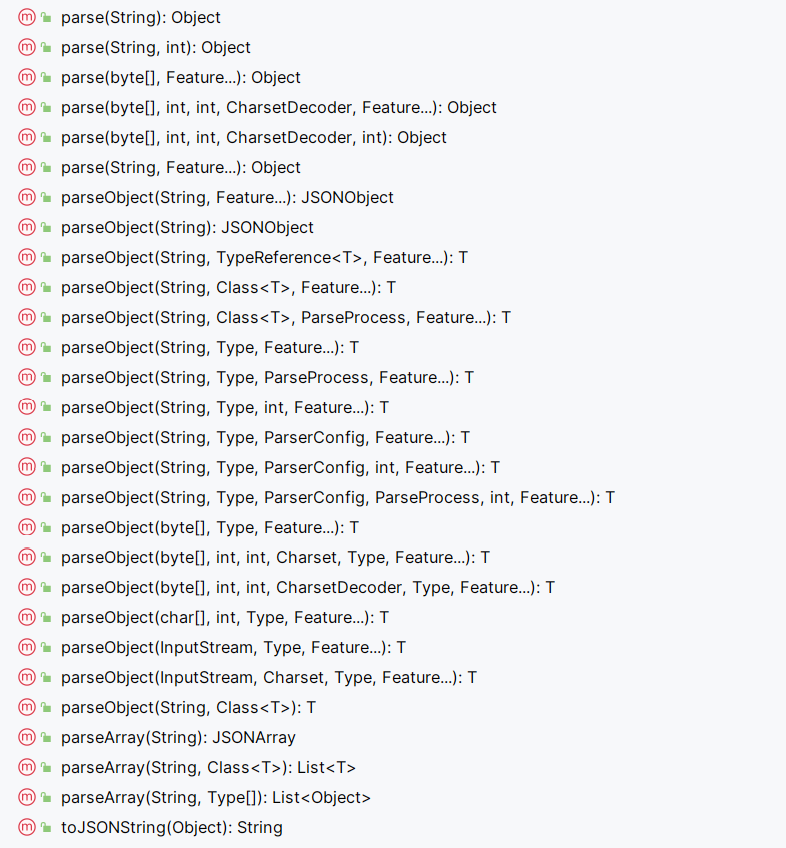 parse(String): Object
parse(String, int): Object
parse(byte[], Feature...): Object
parse(byte[], int, int, CharsetDecoder, Feature...): Object
parse(byte[], int, int, CharsetDecoder, int): Object
parse(String, Feature...): Object
parseObject(String, Feature...): JSONObject
parseObject(String): JSONObject
parseObject(String, TypeReference<T>, Feature...): T
parseObject(String, Class<T>, Feature...): T
parseObject(String, Class<T>, ParseProcess, Feature...): T
parseObject(String, Type, Feature...): T
parseObject(String, Type, ParseProcess, Feature...): T
parseObject(String, Type, int, Feature...): T
parseObject(String, Type, ParserConfig, Feature...): T
parseObject(String, Type, ParserConfig, int, Feature...): T
parseObject(String, Type, ParserConfig, ParseProcess, int, Feature...): T
parseObject(byte[], Type, Feature...): T
parseObject(byte[], int, int, Charset, Type, Feature...): T
parseObject(byte[], int, int, CharsetDecoder, Type, Feature...): T
parseObject(char[], int, Type, Feature...): T
parseObject(InputStream, Type, Feature...): T
parseObject(InputStream, Charset, Type, Feature...): T
parseObject(String, Class<T>): T
parseArray(String): JSONArray
parseArray(String, Class<T>): List<T>
parseArray(String, Type[]): List<Object>
toJSONString(Object): String